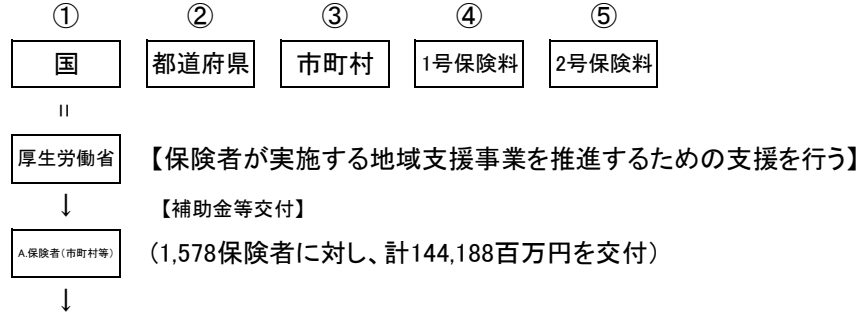 ① ② ③ ④ ⑤
国 都道府県 市町村 1号保険料 2号保険料
=
厚生労働省 【保険者が実施する地域支援事業を推進するための支援を行う】
↓ 【補助金等交付】
A.保険者(市町村等) (1,578保険者に対し、計144,188百万円を交付)
↓